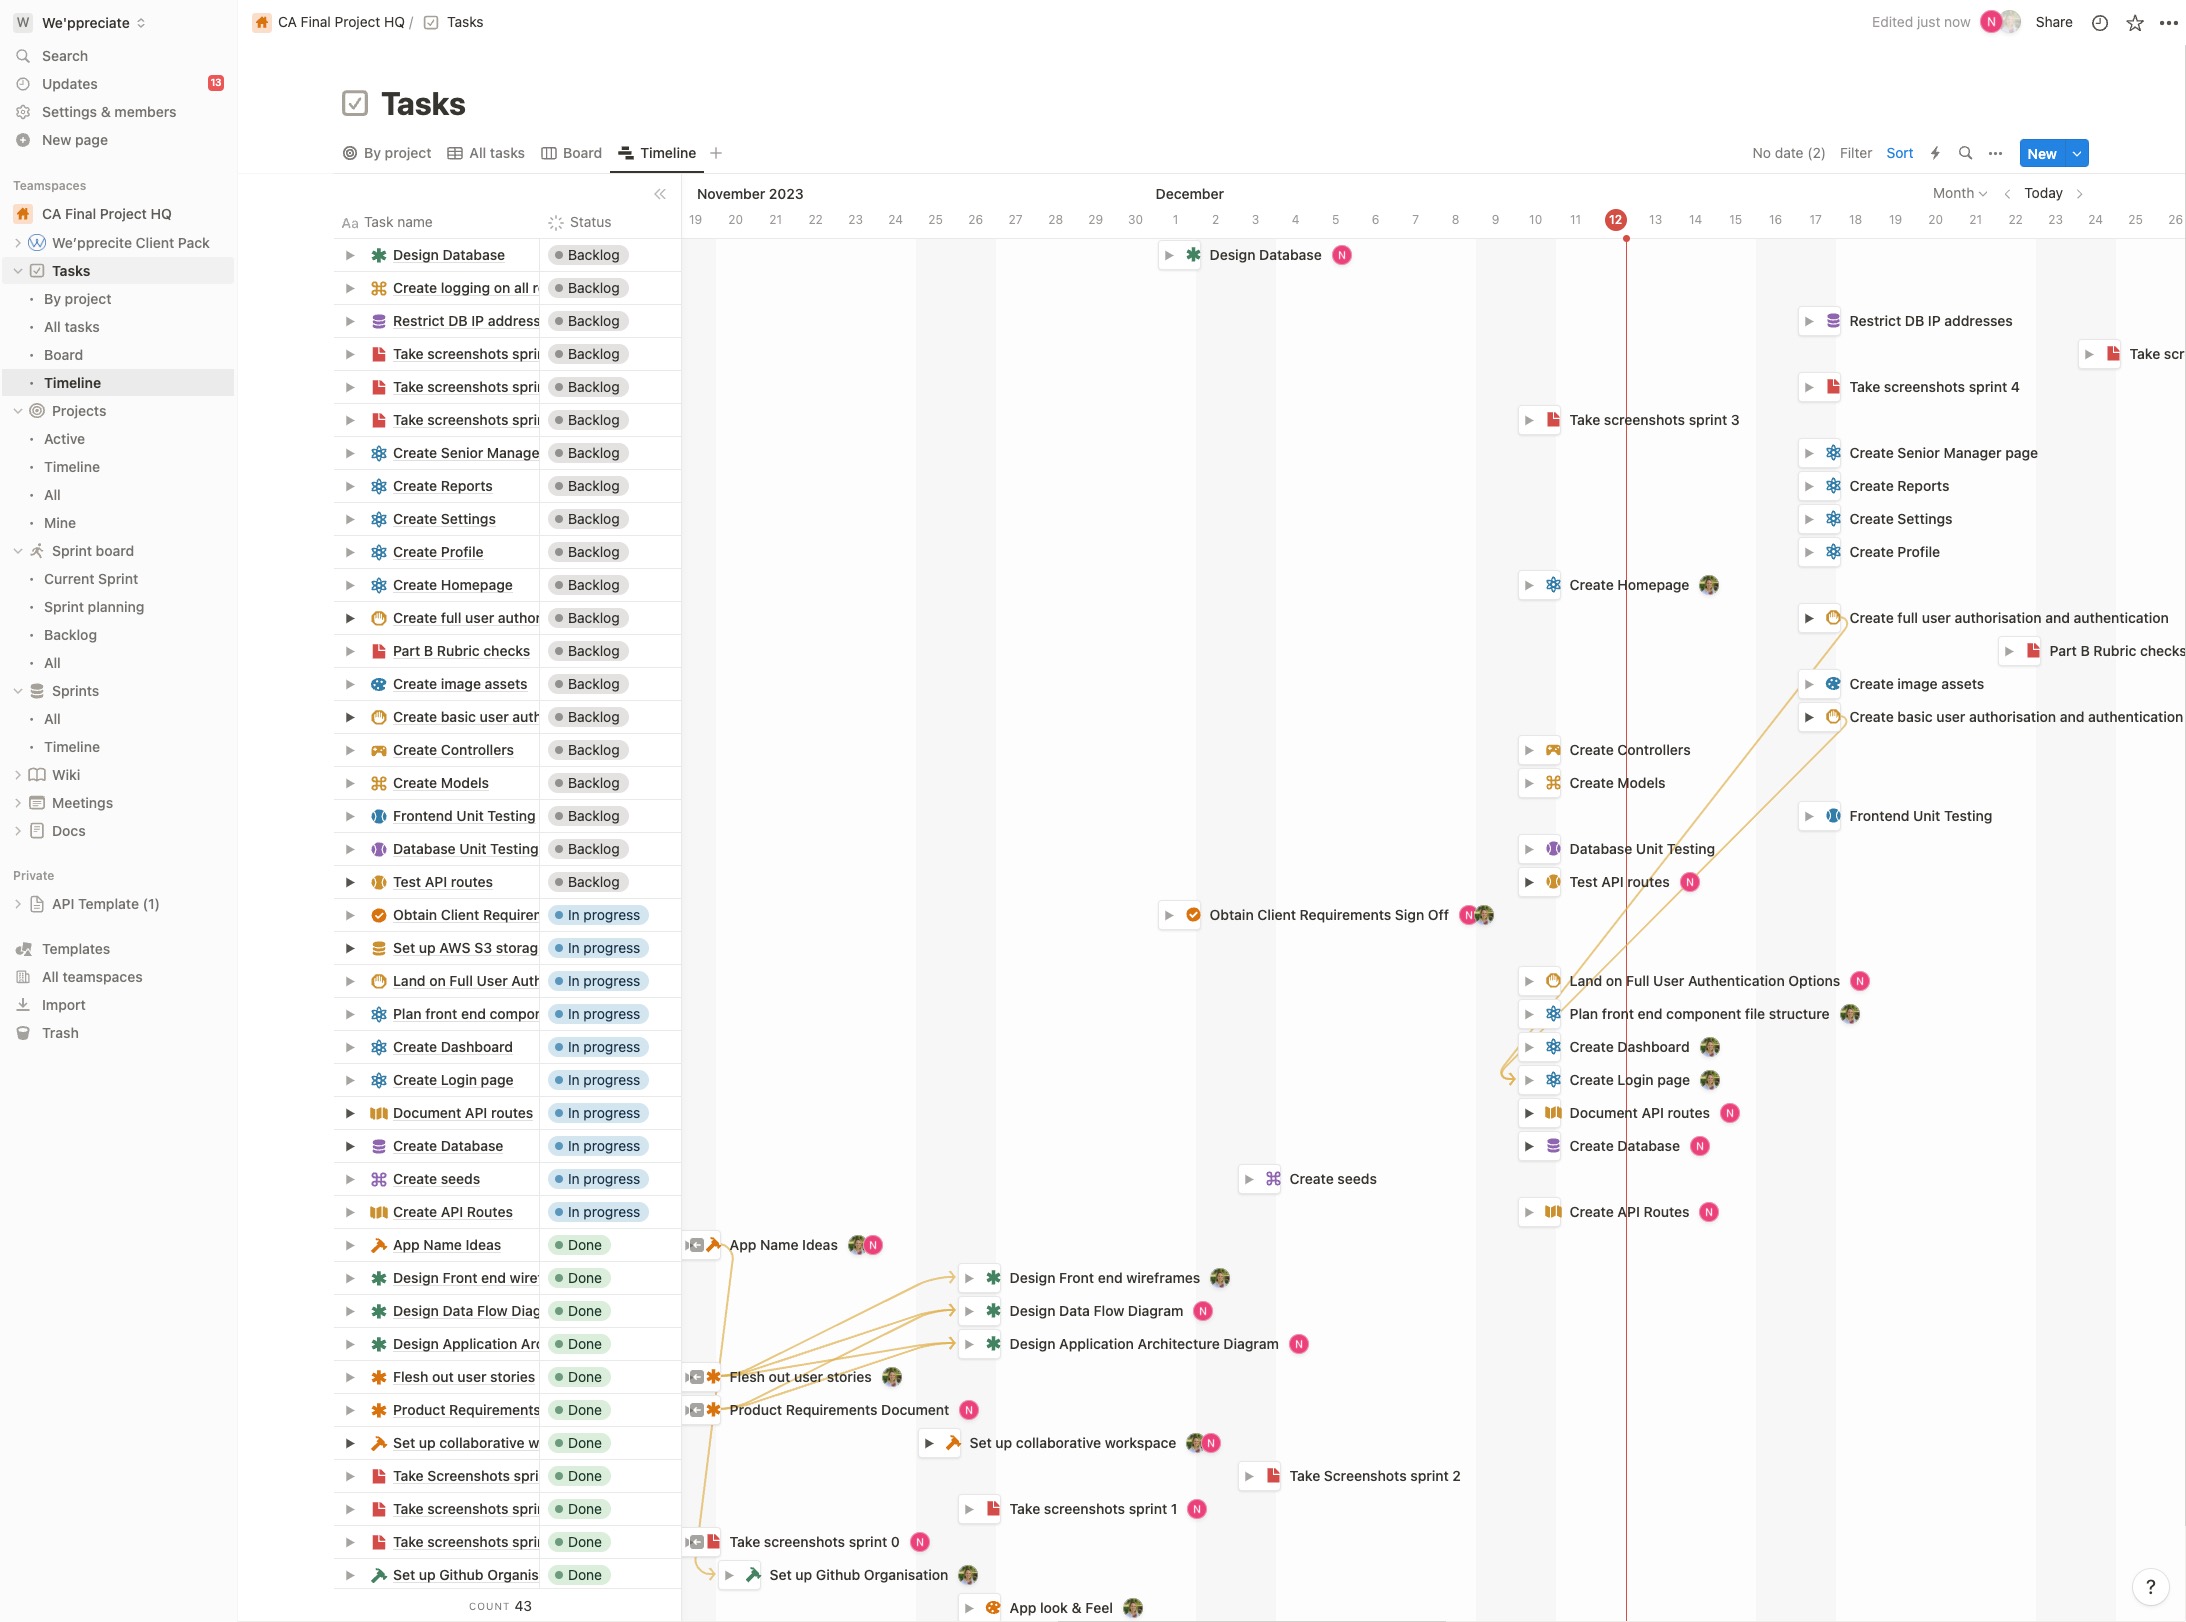 W We'ppreciate
Search
Updates 13
Settings & members
New page
Teamspaces
CA Final Project HQ
We'pprecite Client Pack
Tasks
By project
All tasks
Board
Timeline
Projects
Active
Timeline
All
Mine
Sprint board
Current Sprint
Sprint planning
Backlog
All
Sprints
All
Timeline
Wiki
Meetings
Docs
Private
API Template (1)
Templates
All teamspaces
Import
Trash
CA Final Project HQ / Tasks
Edited just now N Share
Tasks
By project All tasks Board Timeline
No date (2) Filter Sort New
November 2023 December Month Today
Aa Task name Status
19 20 21 22 23 24 25 26 27 28 29 30 1 2 3 4 5 6 7 8 9 10 11 12 13 14 15 16 17 18 19 20 21 22 23 24 25 26
Design Database Backlog Design Database N
Create logging on all r Backlog
Restrict DB IP address Backlog Restrict DB IP addresses
Take screenshots spri Backlog Take scr
Take screenshots spri Backlog Take screenshots sprint 4
Take screenshots spri Backlog Take screenshots sprint 3
Create Senior Manage Backlog Create Senior Manager page
Create Reports Backlog Create Reports
Create Settings Backlog Create Settings
Create Profile Backlog Create Profile
Create Homepage Backlog Create Homepage
Create full user author Backlog Create full user authorisation and authentication
Part B Rubric checks Backlog Part B Rubric checks
Create image assets Backlog Create image assets
Create basic user auth Backlog Create basic user authorisation and authentication
Create Controllers Backlog Create Controllers
Create Models Backlog Create Models
Frontend Unit Testing Backlog Frontend Unit Testing
Database Unit Testing Backlog Database Unit Testing
Test API routes Backlog Test API routes N
Obtain Client Requiren In progress Obtain Client Requirements Sign Off N
Set up AWS S3 storag In progress
Land on Full User Auth In progress Land on Full User Authentication Options N
Plan front end compor In progress Plan front end component file structure
Create Dashboard In progress Create Dashboard
Create Login page In progress Create Login page
Document API routes In progress Document API routes N
Create Database In progress Create Database N
Create seeds In progress Create seeds
Create API Routes In progress Create API Routes N
App Name Ideas Done App Name Ideas N
Design Front end wire Done Design Front end wireframes
Design Data Flow Diag Done Design Data Flow Diagram N
Design Application Arc Done Design Application Architecture Diagram N
Flesh out user stories Done Flesh out user stories
Product Requirements Done Product Requirements Document N
Set up collaborative w Done Set up collaborative workspace N
Take Screenshots spri Done Take Screenshots sprint 2
Take screenshots spri Done Take screenshots sprint 1 N
Take screenshots spri Done Take screenshots sprint 0 N
Set up Github Organis Done Set up Github Organisation
COUNT 43 App look & Feel
?